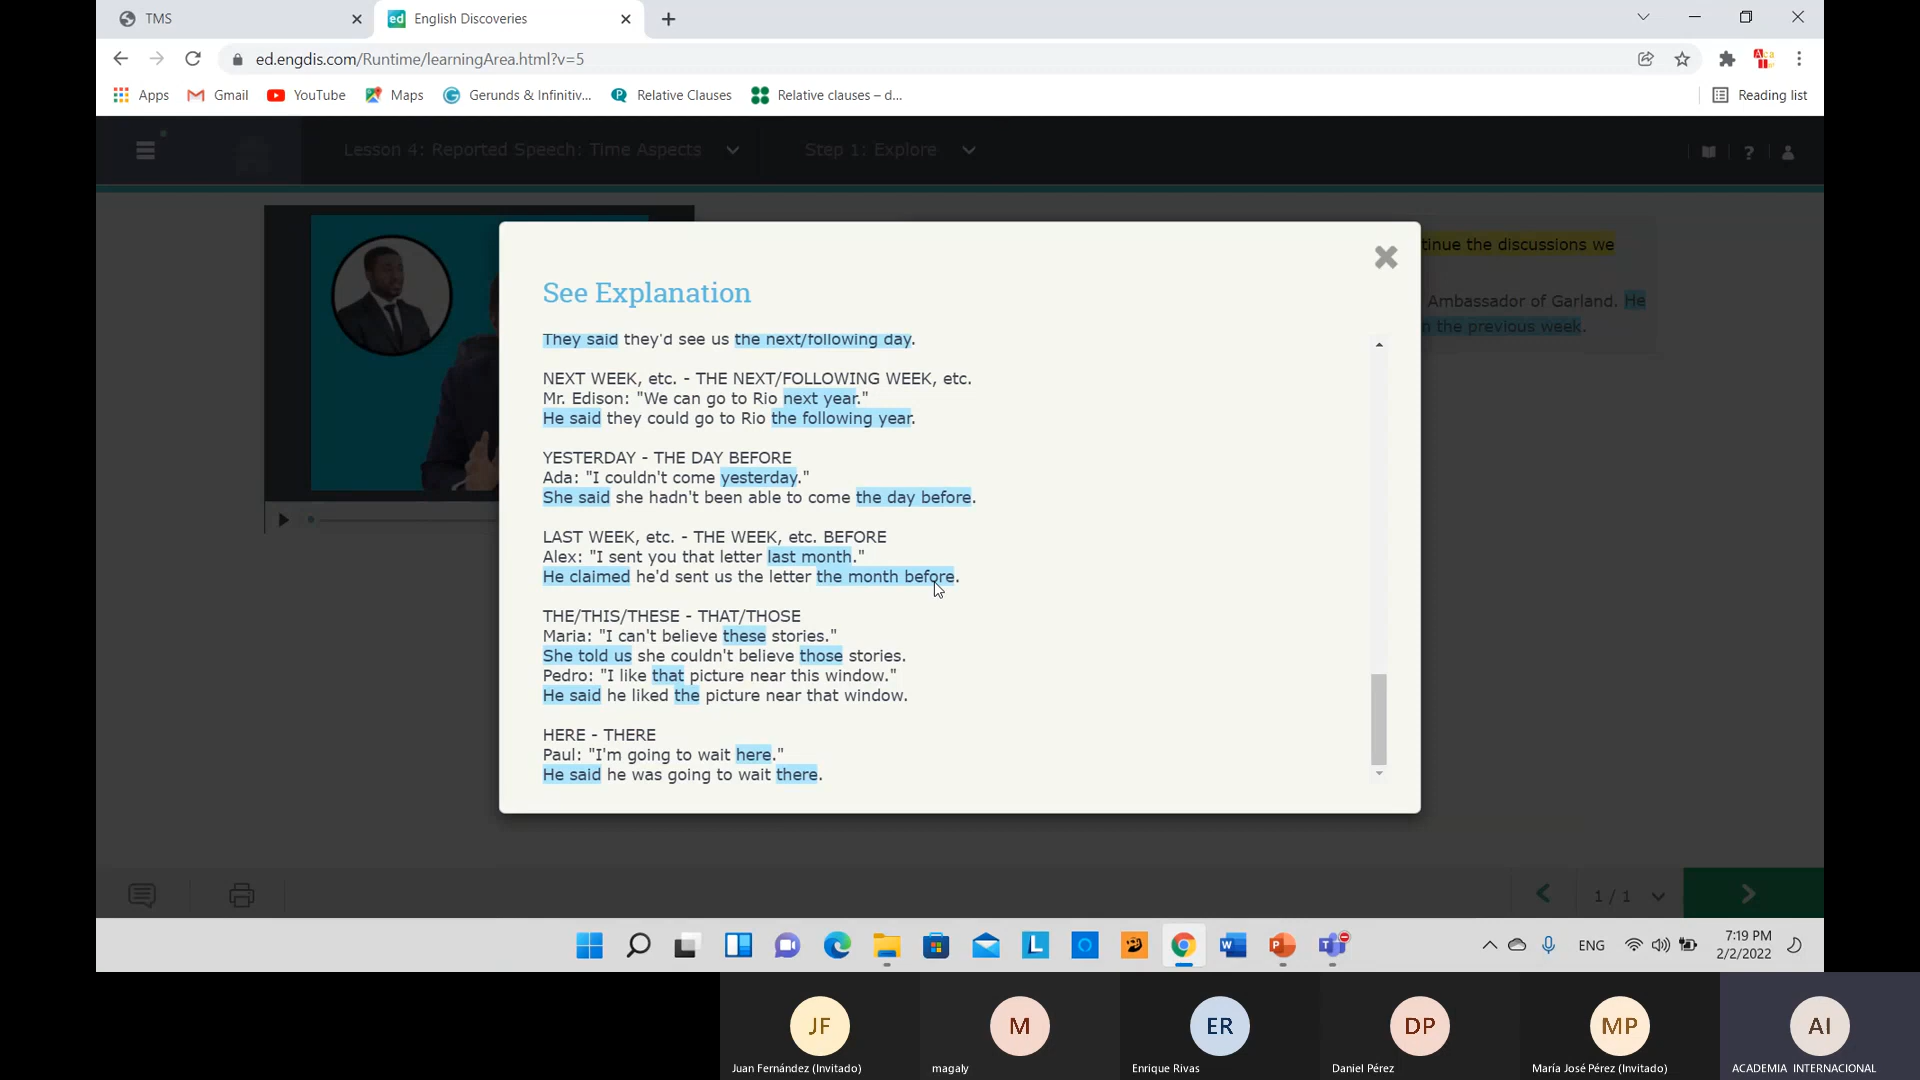 TMS
English Discoveries
ed.engdis.com/Runtime/learningArea.html?v=5
Apps
Gmail
YouTube
Maps
Gerunds & Infinitiv...
Relative Clauses
Relative clauses – d...
Reading list
Lesson 4: Reported Speech: Time Aspects
Step 1: Explore
tinue the discussions we
Ambassador of Garland. He
n the previous week.
See Explanation
They said they'd see us the next/following day.
NEXT WEEK, etc. - THE NEXT/FOLLOWING WEEK, etc.
Mr. Edison: "We can go to Rio next year."
He said they could go to Rio the following year.
YESTERDAY - THE DAY BEFORE
Ada: "I couldn't come yesterday."
She said she hadn't been able to come the day before.
LAST WEEK, etc. - THE WEEK, etc. BEFORE
Alex: "I sent you that letter last month."
He claimed he'd sent us the letter the month before.
THE/THIS/THESE - THAT/THOSE
Maria: "I can't believe these stories."
She told us she couldn't believe those stories.
Pedro: "I like that picture near this window."
He said he liked the picture near that window.
HERE - THERE
Paul: "I'm going to wait here."
He said he was going to wait there.
1 / 1
ENG
7:19 PM
2/2/2022
JF
M
ER
DP
MP
AI
Juan Fernández (Invitado)
magaly
Enrique Rivas
Daniel Pérez
María José Pérez (Invitado)
ACADEMIA INTERNACIONAL